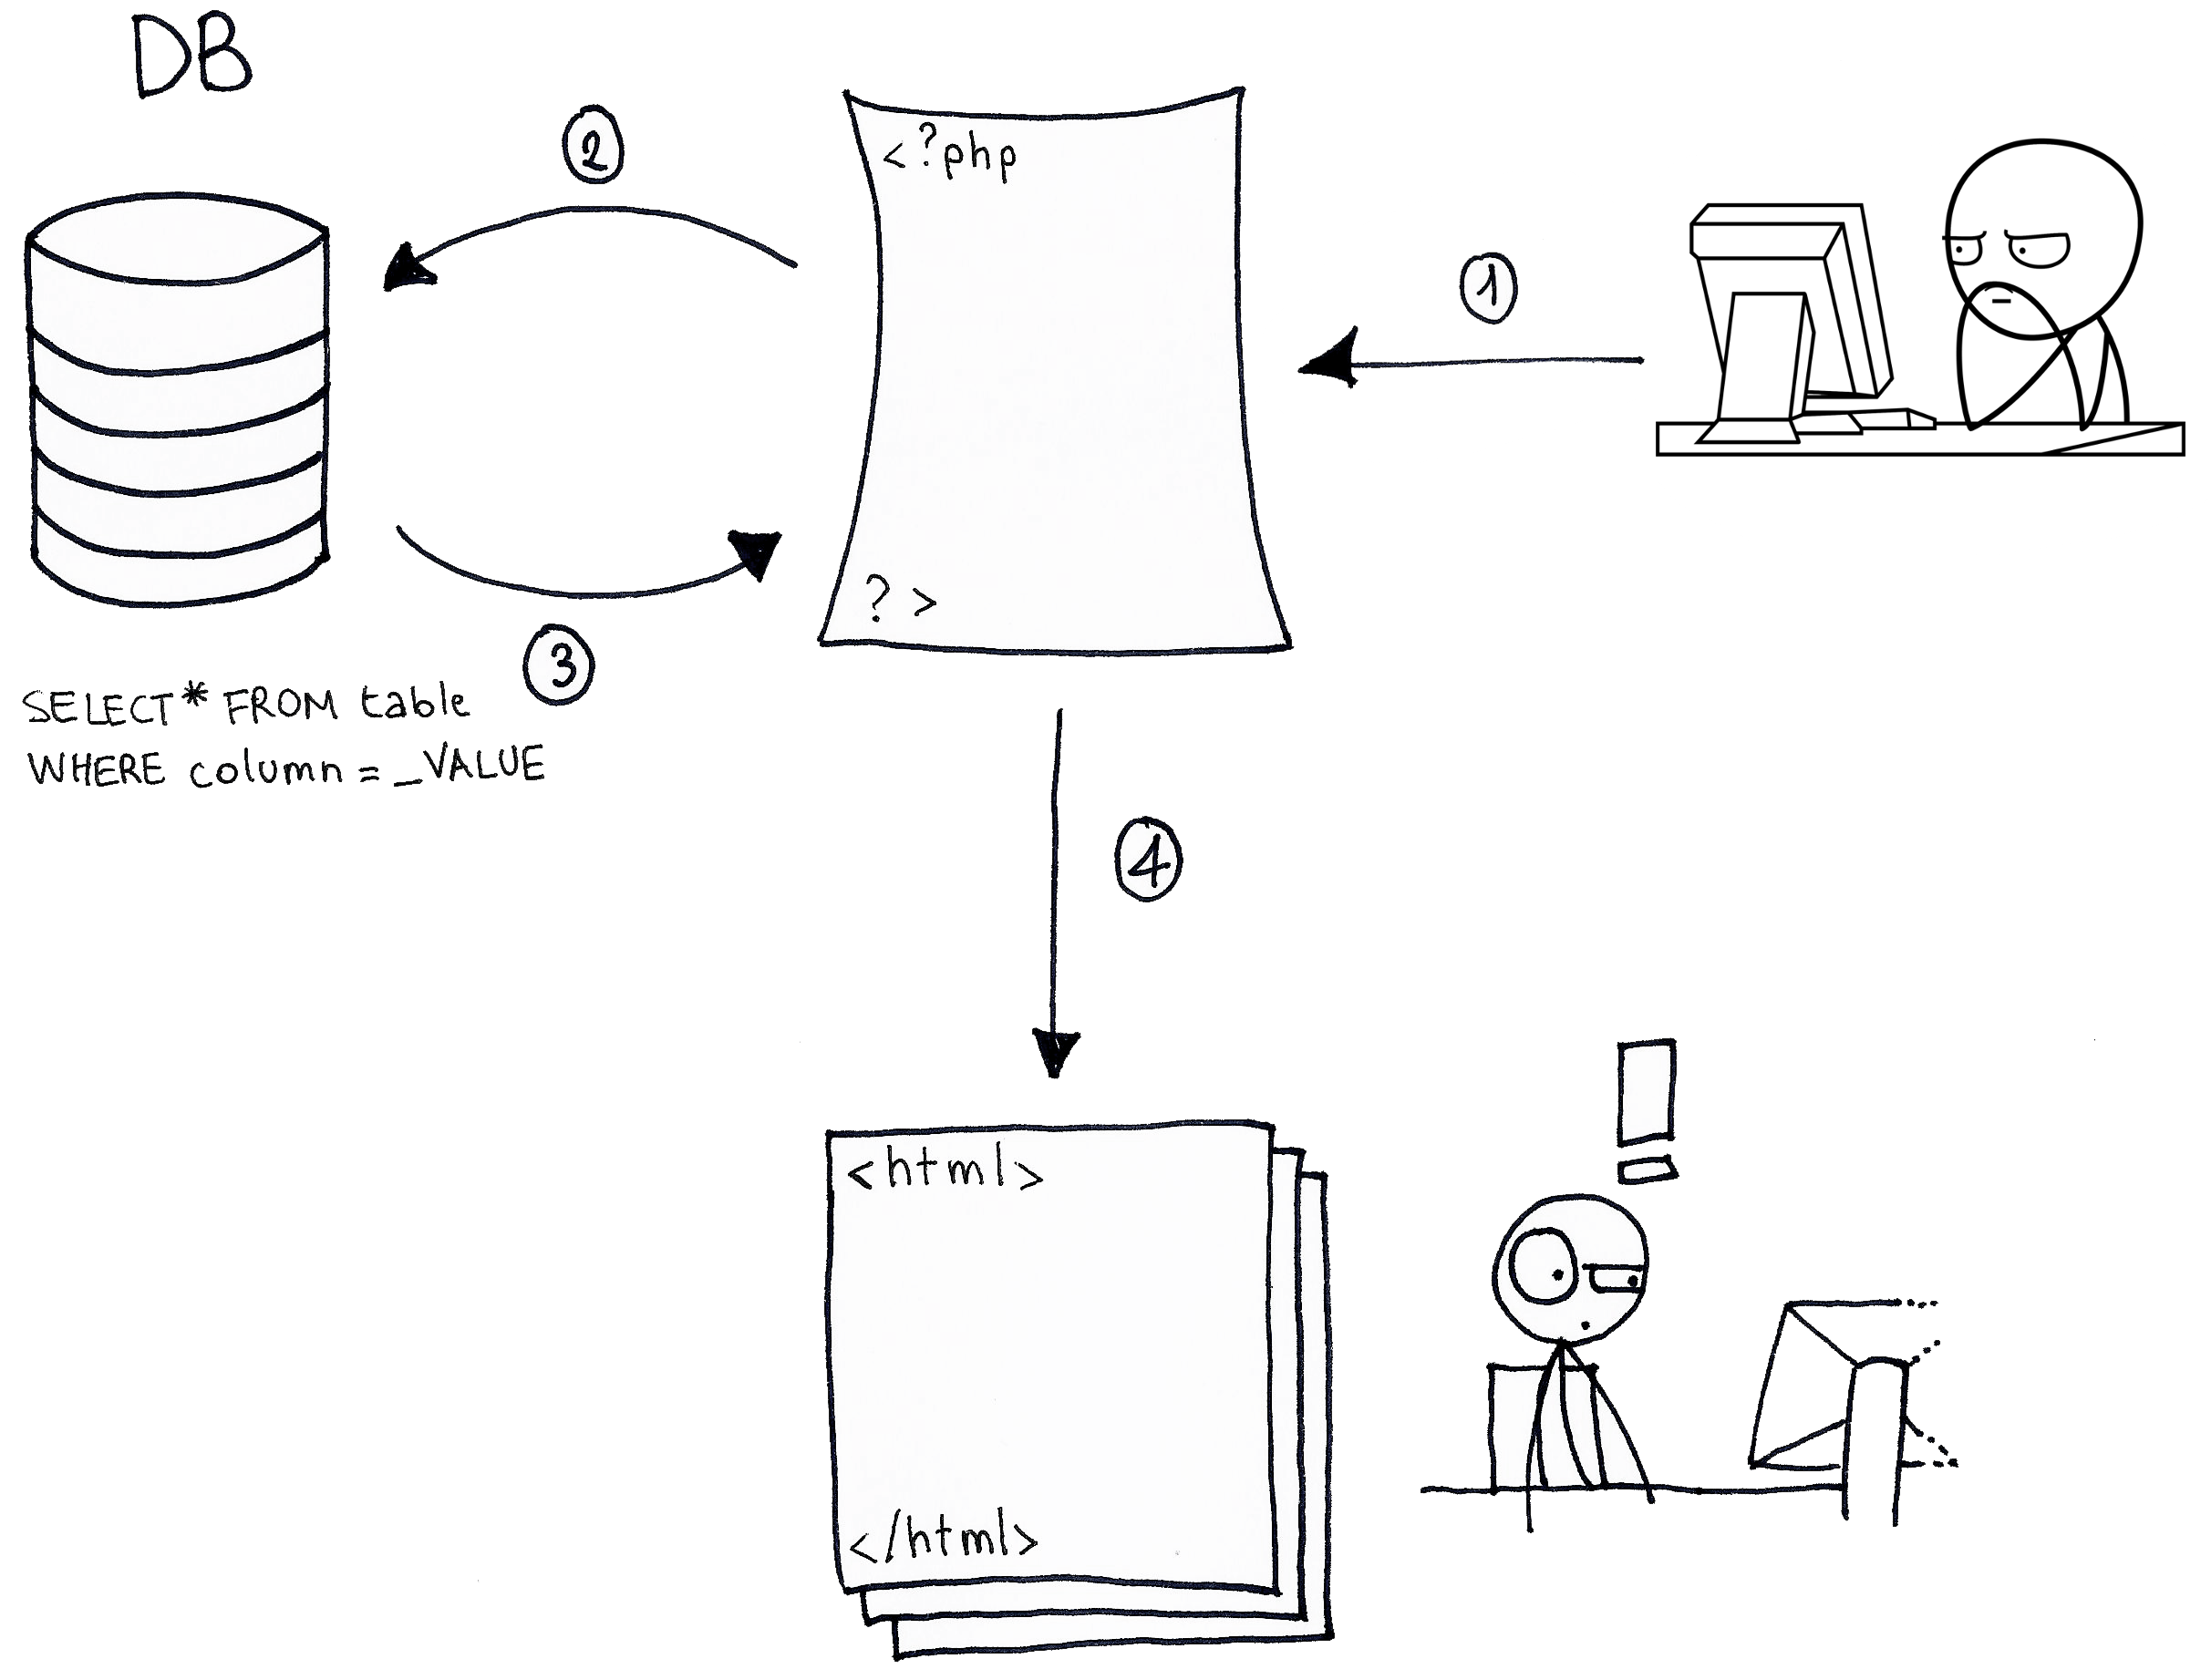 DB
2
<?php
1
? >
3
SELECT * FROM table
WHERE column = _VALUE
4
<html>
</html>